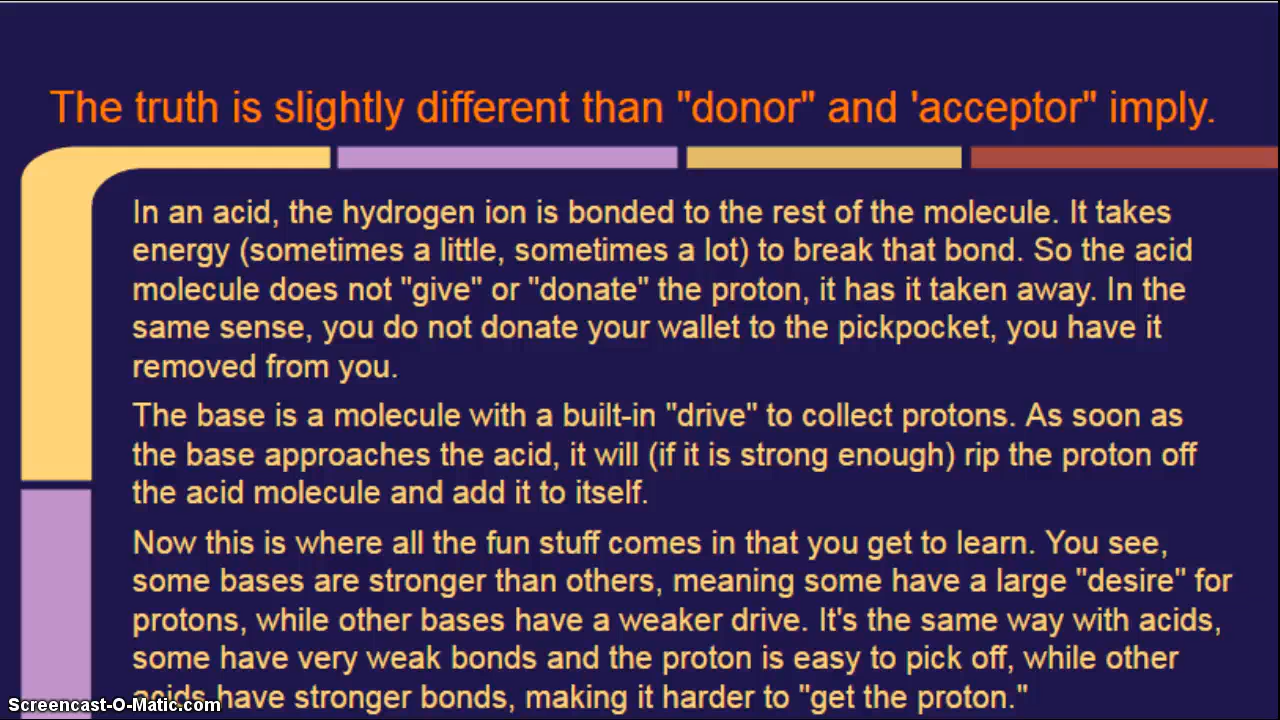 The truth is slightly different than "donor" and 'acceptor" imply.
In an acid, the hydrogen ion is bonded to the rest of the molecule. It takes
energy (sometimes a little, sometimes a lot) to break that bond. So the acid
molecule does not "give" or "donate" the proton, it has it taken away. In the
same sense, you do not donate your wallet to the pickpocket, you have it
removed from you.
The base is a molecule with a built-in "drive" to collect protons. As soon as
the base approaches the acid, it will (if it is strong enough) rip the proton off
the acid molecule and add it to itself.
Now this is where all the fun stuff comes in that you get to learn. You see,
some bases are stronger than others, meaning some have a large "desire" for
protons, while other bases have a weaker drive. It's the same way with acids,
some have very weak bonds and the proton is easy to pick off, while other
acids have stronger bonds, making it harder to "get the proton."
Screencast-O-Matic.com